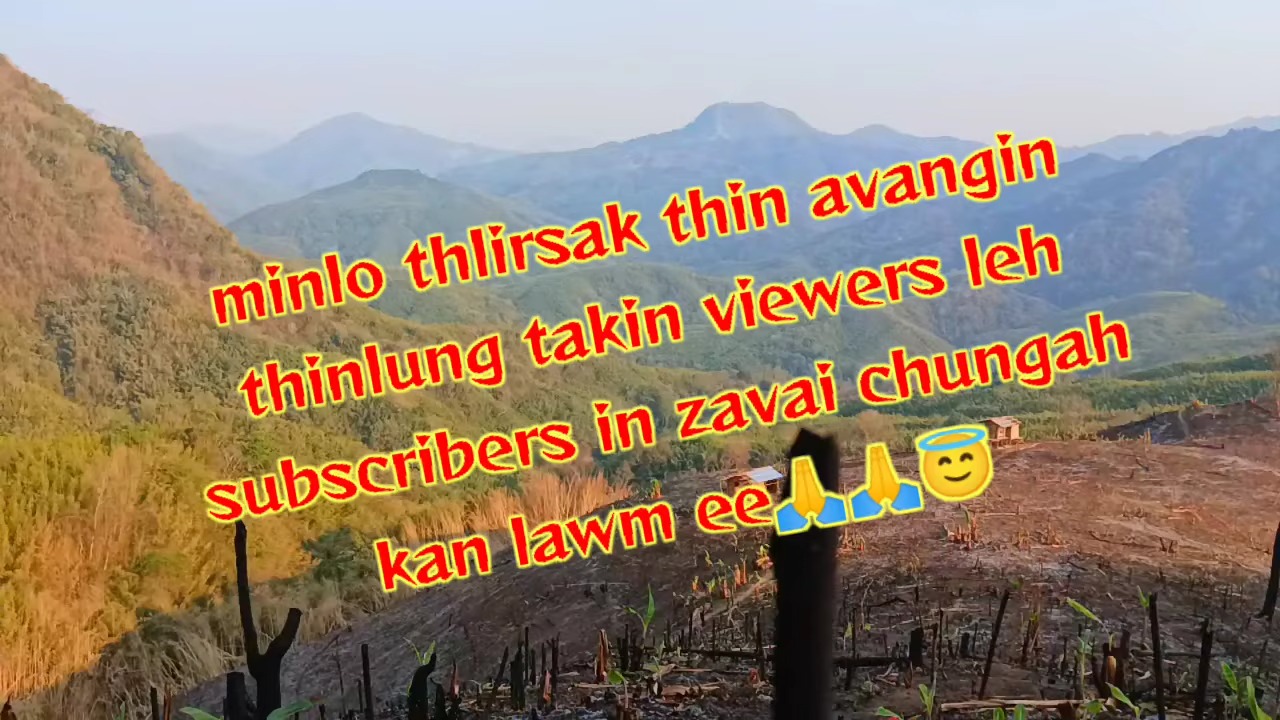 minlo thlirsak thin avangin
thinlung takin viewers leh
subscribers in zavai chungah
kan lawm ee🙏🙏😇